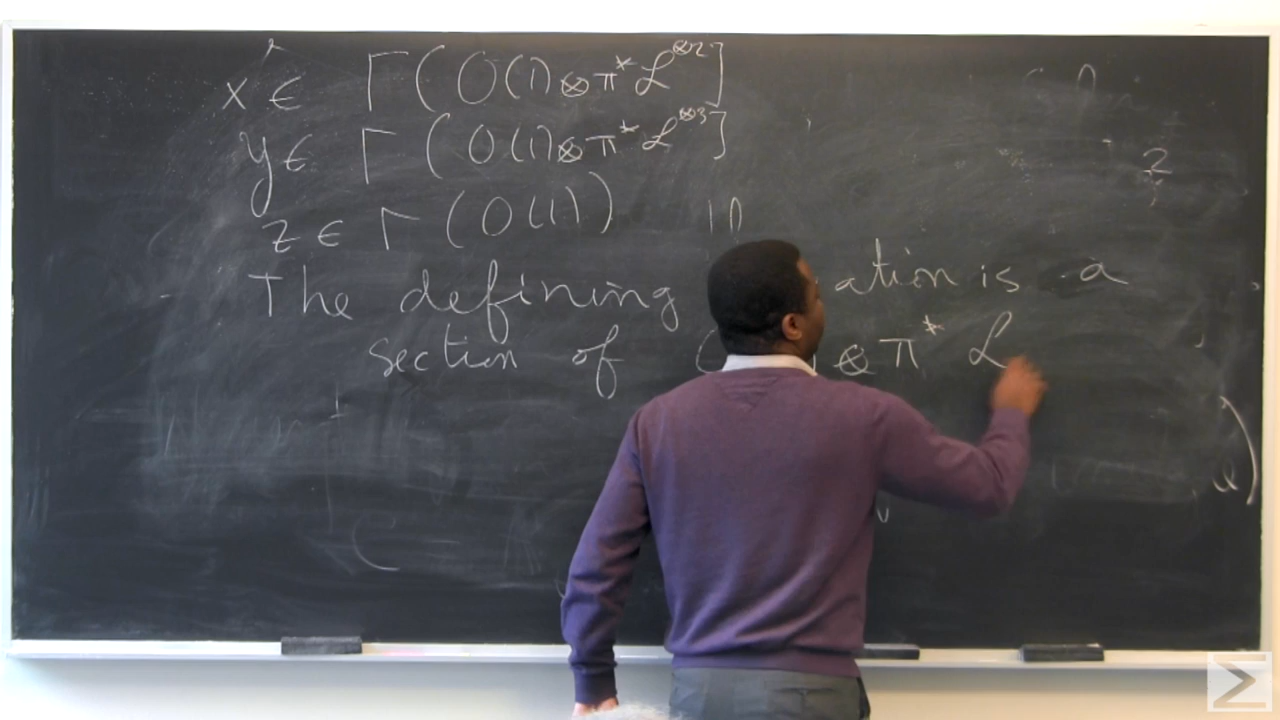 x ∈ Γ(O(1)⊗π*ℒ^⊗2]
y ∈ Γ(O(1)⊗π*ℒ^⊗3]
z ∈ Γ(O(1))
The defining ation is a
section of ⊗π* ℒ